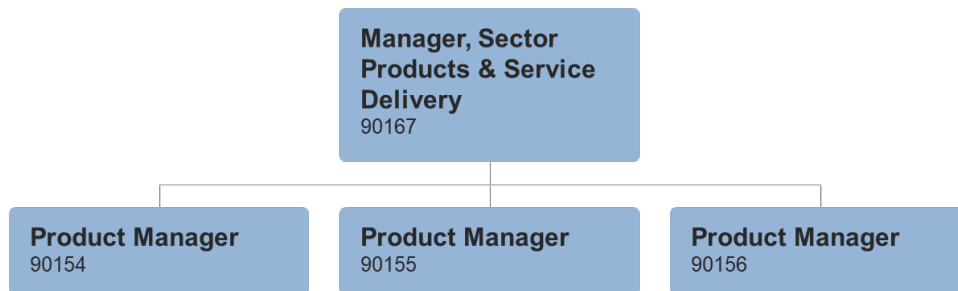 Manager, Sector
Products & Service
Delivery
90167
Product Manager
90154
Product Manager
90155
Product Manager
90156